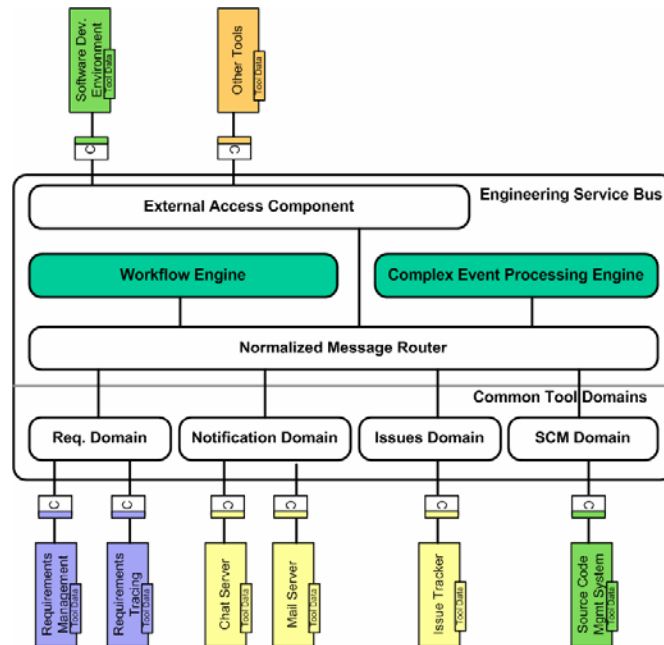 Software Dev.
Environment
Tool Data
Other Tools
Tool Data
C
C
Engineering Service Bus
External Access Component
Workflow Engine
Complex Event Processing Engine
Normalized Message Router
Common Tool Domains
Req. Domain
Notification Domain
Issues Domain
SCM Domain
C
C
C
C
C
C
Requirements
Management
Tool Data
Requirements
Tracing
Tool Data
Chat Server
Tool Data
Mail Server
Tool Data
Issue Tracker
Tool Data
Source Code
Mgmt System
Tool Data